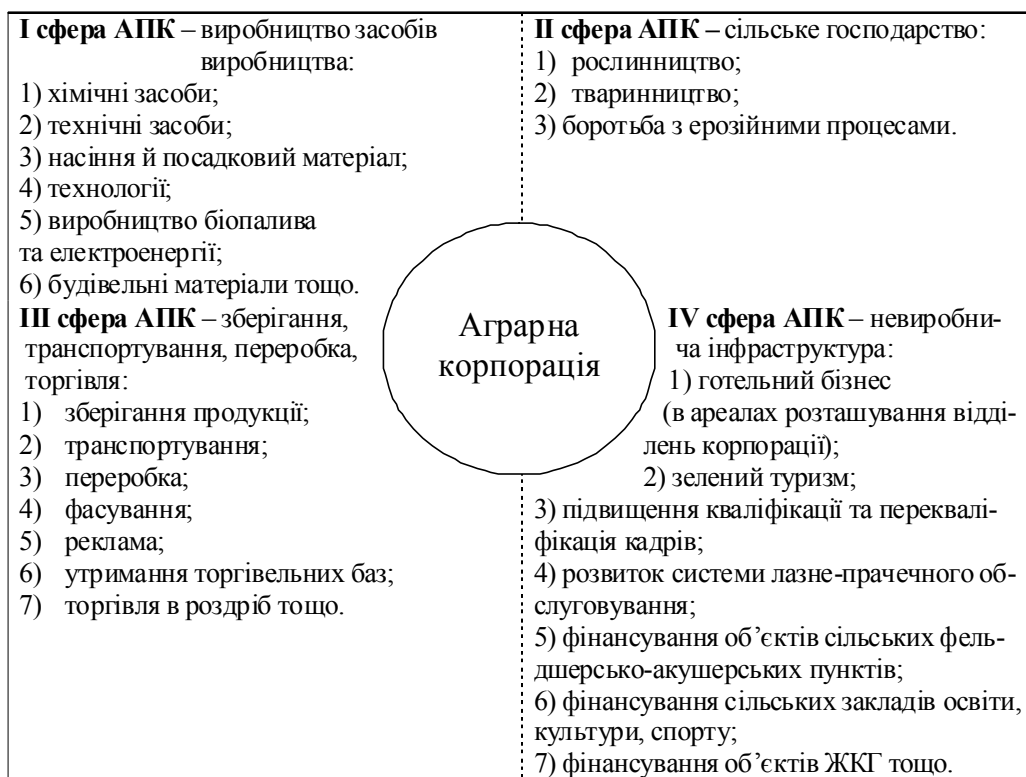 I сфера АПК – виробництво засобів
виробництва:
1) хімічні засоби;
2) технічні засоби;
3) насіння й посадковий матеріал;
4) технології;
5) виробництво біопалива
та електроенергії;
6) будівельні матеріали тощо.
II сфера АПК – сільське господарство:
1) рослинництво;
2) тваринництво;
3) боротьба з ерозійними процесами.
Аграрна
корпорація
III сфера АПК – зберігання,
транспортування, переробка,
торгівля:
1) зберігання продукції;
2) транспортування;
3) переробка;
4) фасування;
5) реклама;
6) утримання торгівельних баз;
7) торгівля в роздріб тощо.
IV сфера АПК – невиробни-
ча інфраструктура:
1) готельний бізнес
(в ареалах розташування відді-
лень корпорації);
2) зелений туризм;
3) підвищення кваліфікації та перекваліфікація кадрів;
4) розвиток системи лазне-прачечного об-
слуговування;
5) фінансування об’єктів сільських фель-
дшерсько-акушерських пунктів;
6) фінансування сільських закладів освіти,
культури, спорту;
7) фінансування об’єктів ЖКГ тощо.